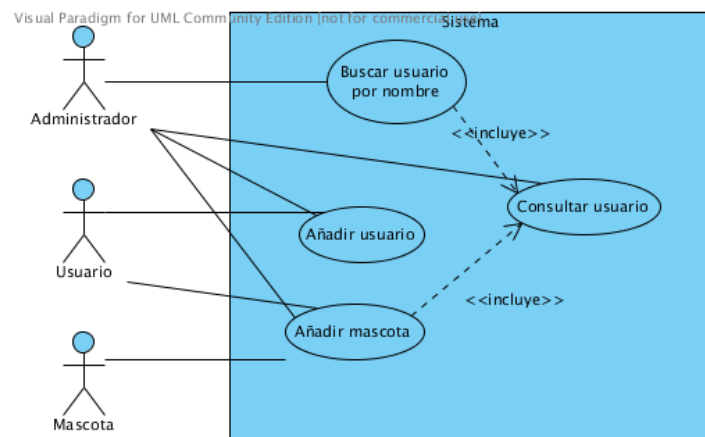 Visual Paradigm for UML Community Edition [not for commercial use]
Sistema
Buscar usuario
por nombre
Administrador
<<incluye>>
Consultar usuario
Añadir usuario
Usuario
<<incluye>>
Añadir mascota
Mascota